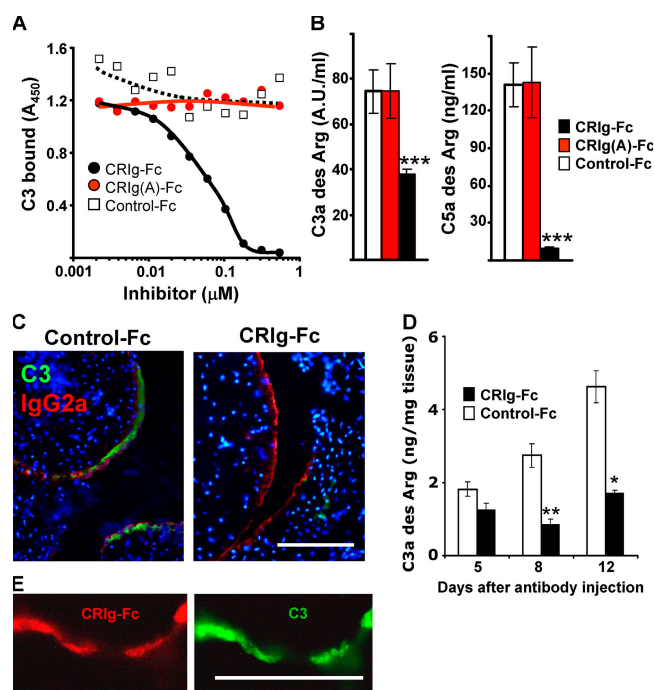 A
C3 bound (A450)
1.6
1.2
0.8
0.4
0.001
0.01
0.1
1
Inhibitor (μM)
CRIg-Fc
CRIg(A)-Fc
Control-Fc
B
C3a des Arg (A.U./ml)
100
80
60
40
20
***
C5a des Arg (ng/ml)
180
150
120
90
60
30
***
CRIg-Fc
CRIg(A)-Fc
Control-Fc
C
Control-Fc
CRIg-Fc
C3
IgG2a
D
C3a des Arg (ng/mg tissue)
6
4
2
0
CRIg-Fc
Control-Fc
**
*
5
8
12
Days after antibody injection
E
CRIg-Fc
C3